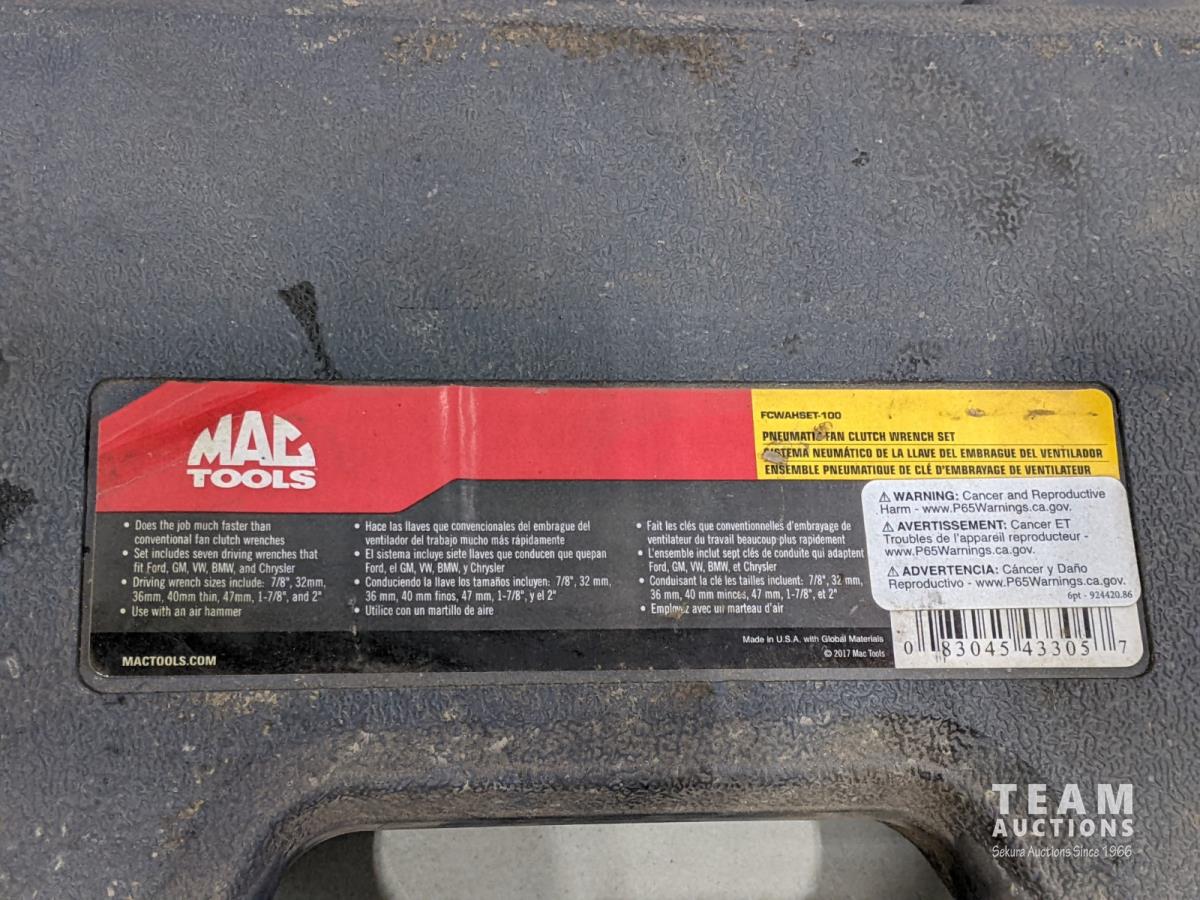 MAC
TOOLS
FCWAHSET-100
PNEUMATIC FAN CLUTCH WRENCH SET
SISTEMA NEUMÁTICO DE LA LLAVE DEL EMBRAGUE DEL VENTILADOR
ENSEMBLE PNEUMATIQUE DE CLÉ D'EMBRAYAGE DE VENTILATEUR
• Does the job much faster than
conventional fan clutch wrenches
• Set includes seven driving wrenches that
fit Ford, GM, VW, BMW, and Chrysler
• Driving wrench sizes include: 7/8", 32mm,
36mm, 40mm thin, 47mm, 1-7/8", and 2"
• Use with an air hammer
• Hace las llaves que convencionales del embrague del
ventilador del trabajo mucho más rápidamente
• El sistema incluye siete llaves que conducen que quepan
Ford, el GM, VW, BMW, y Chrysler
• Conduciendo la llave los tamaños incluyen: 7/8", 32 mm,
36 mm, 40 mm finos, 47 mm, 1-7/8", y el 2"
• Utilice con un martillo de aire
• Fait les clés que conventionnelles d'embrayage de
ventilateur du travail beaucoup plus rapidement
• L'ensemble inclut sept clés de conduite qui adaptent
Ford, GM, VW, BMW, et Chrysler
• Conduisant la clé les tailles incluent: 7/8", 32 mm,
36 mm, 40 mm minces, 47 mm, 1-7/8", et 2"
• Employez avec un marteau d'air
⚠ WARNING: Cancer and Reproductive
Harm - www.P65Warnings.ca.gov.
⚠ AVERTISSEMENT: Cancer ET
Troubles de l'appareil reproducteur -
www.P65Warnings.ca.gov.
⚠ ADVERTENCIA: Cáncer y Daño
Reproductivo - www.P65Warnings.ca.gov.
6pt - 924420.86
Made in U.S.A. with Global Materials
© 2017 Mac Tools
MACTOOLS.COM
0 83045 43305 7
TEAM
AUCTIONS
Sekura Auctions Since 1966